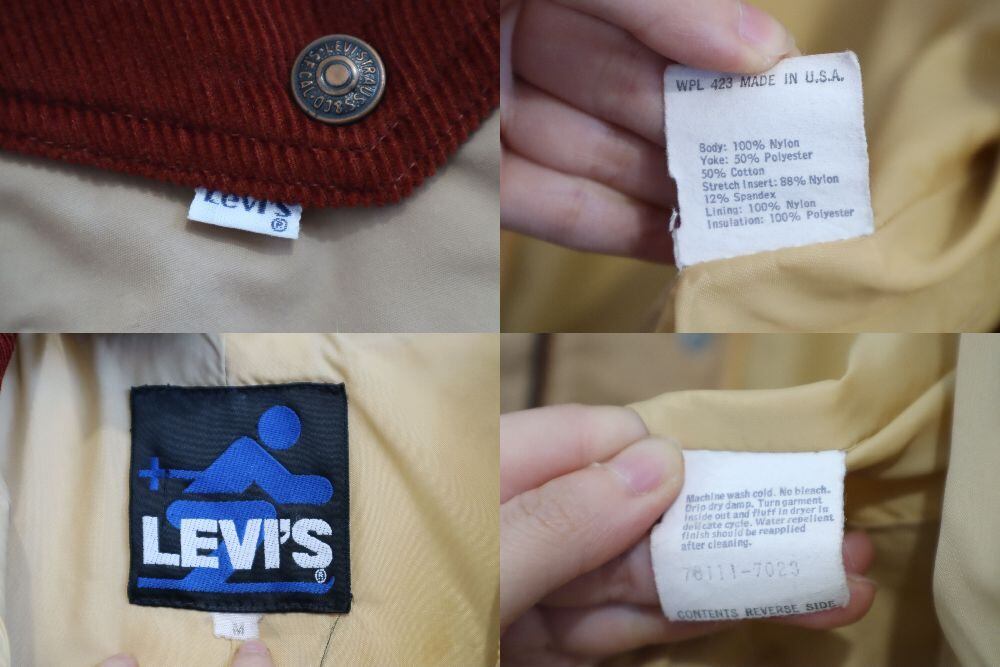 LEVI STRAUSS & CO. S.F. CAL.
Levi's
®
WPL 423 MADE IN U.S.A.
Body: 100% Nylon
Yoke: 50% Polyester
50% Cotton
Stretch Insert: 88% Nylon
12% Spandex
Lining: 100% Nylon
Insulation: 100% Polyester
LEVI'S
®
M
Machine wash cold. No bleach.
Drip dry damp. Turn garment
inside out and fluff in dryer in
delicate cycle. Water repellent
finish should be reapplied
after cleaning.
78111-7023
CONTENTS REVERSE SIDE